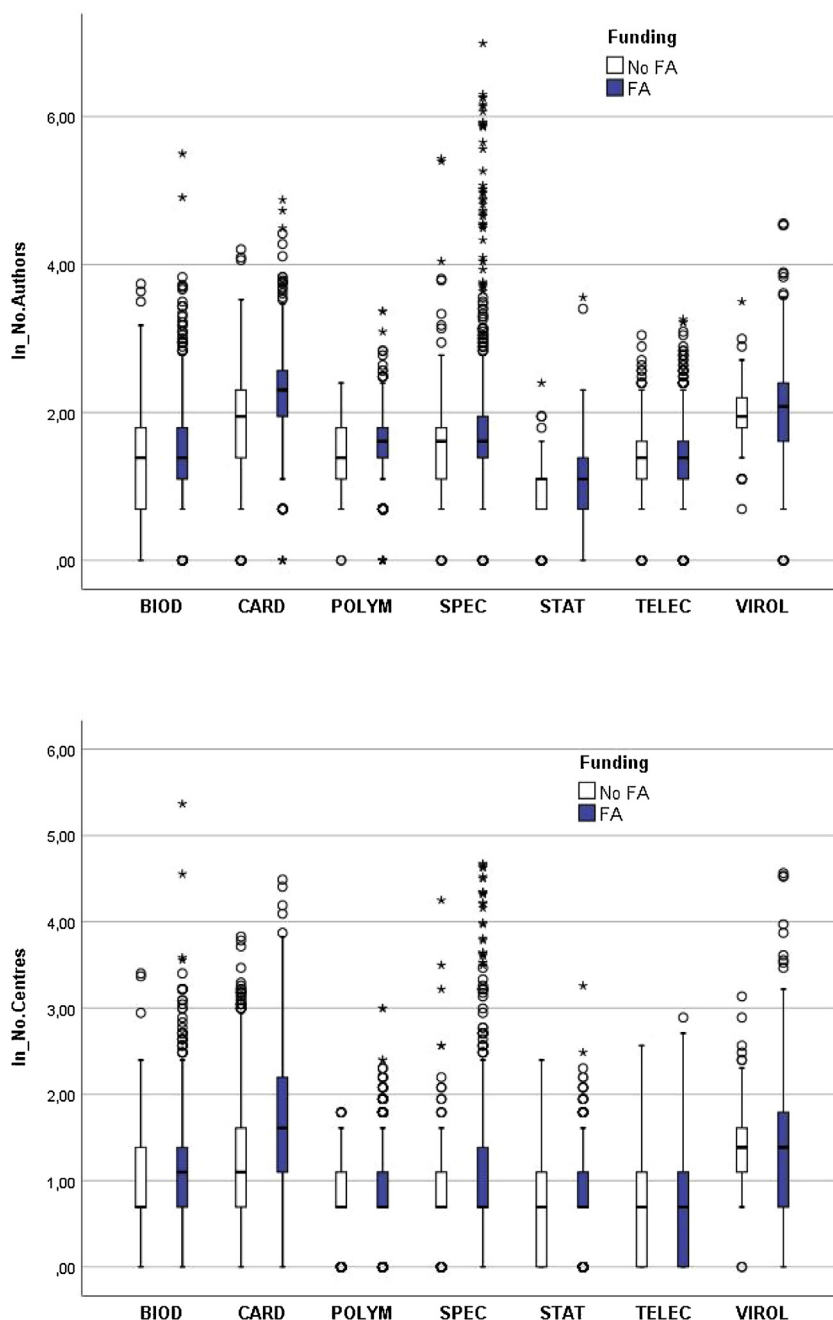 Funding
No FA
FA
6,00
4,00
2,00
,00
ln_No.Authors
BIOD CARD POLYM SPEC STAT TELEC VIROL
6,00
5,00
4,00
3,00
2,00
1,00
,00
ln_No.Centres
Funding
No FA
FA
BIOD CARD POLYM SPEC STAT TELEC VIROL